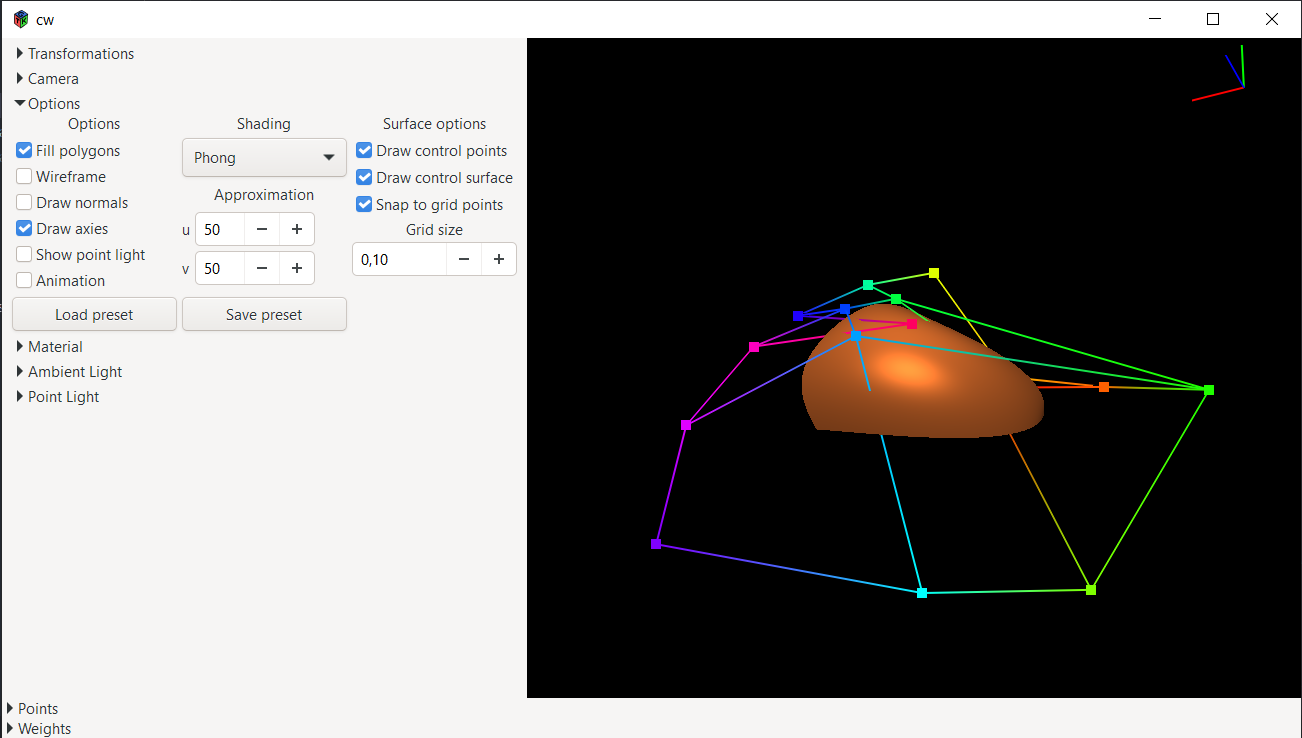 cw
Transformations
Camera
Options
Options Shading Surface options
Fill polygons Phong Draw control points
Wireframe Draw control surface
Draw normals Approximation Snap to grid points
Draw axies u 50 Grid size
Show point light 0,10
Animation v 50
Load preset Save preset
Material
Ambient Light
Point Light
Points
Weights